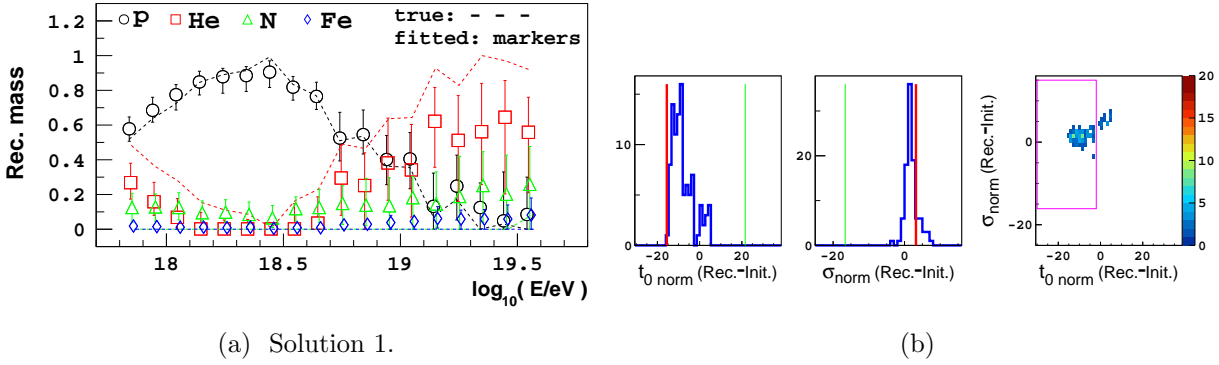 p He N Fe
true: - - -
fitted: markers
Rec. mass
1.2
1
0.8
0.6
0.4
0.2
0
18 18.5 19 19.5
log10( E/eV )
(a) Solution 1.
10
5
0
−20 0 20
t0 norm (Rec.−Init.)
20
0
−20 0 20
σnorm (Rec.−Init.)
σnorm (Rec.−Init.)
0
−20
−20 0 20
t0 norm (Rec.−Init.)
20
15
10
5
0
(b)